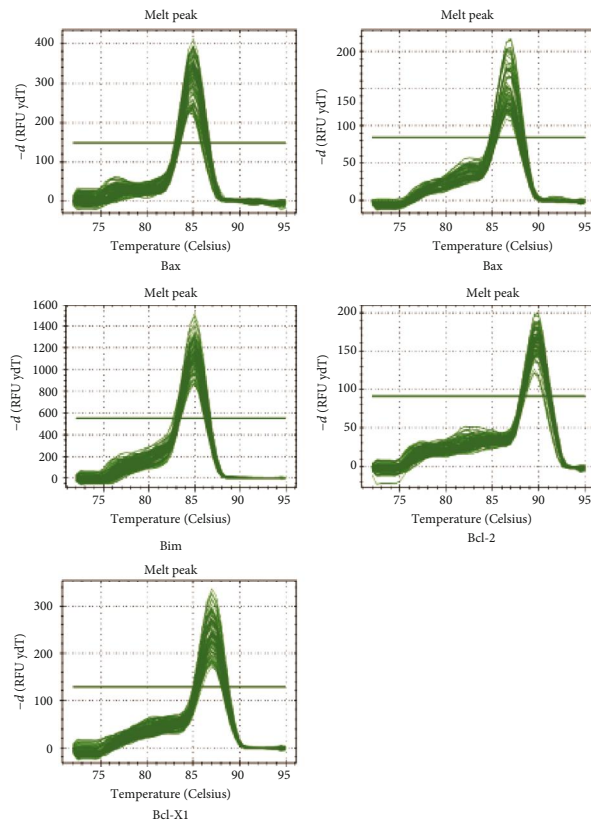 Melt peak
400
300
200
100
0
−d (RFU ydT)
75 80 85 90 95
Temperature (Celsius)
Bax
Melt peak
200
150
100
50
0
−d (RFU ydT)
75 80 85 90 95
Temperature (Celsius)
Bax
Melt peak
1600
1400
1200
1000
800
600
400
200
0
−d (RFU ydT)
75 80 85 90 95
Temperature (Celsius)
Bim
Melt peak
200
150
100
50
0
−d (RFU ydT)
75 80 85 90 95
Temperature (Celsius)
Bcl-2
Melt peak
300
200
100
0
−d (RFU ydT)
75 80 85 90 95
Temperature (Celsius)
Bcl-X1